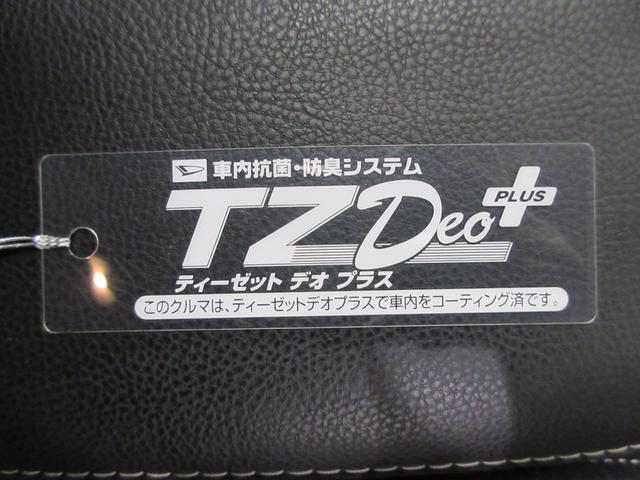 車内抗菌・防臭システム
TZ Deo PLUS
ティーゼット デオ プラス
このクルマは、ティーゼットデオプラスで車内をコーティング済です。